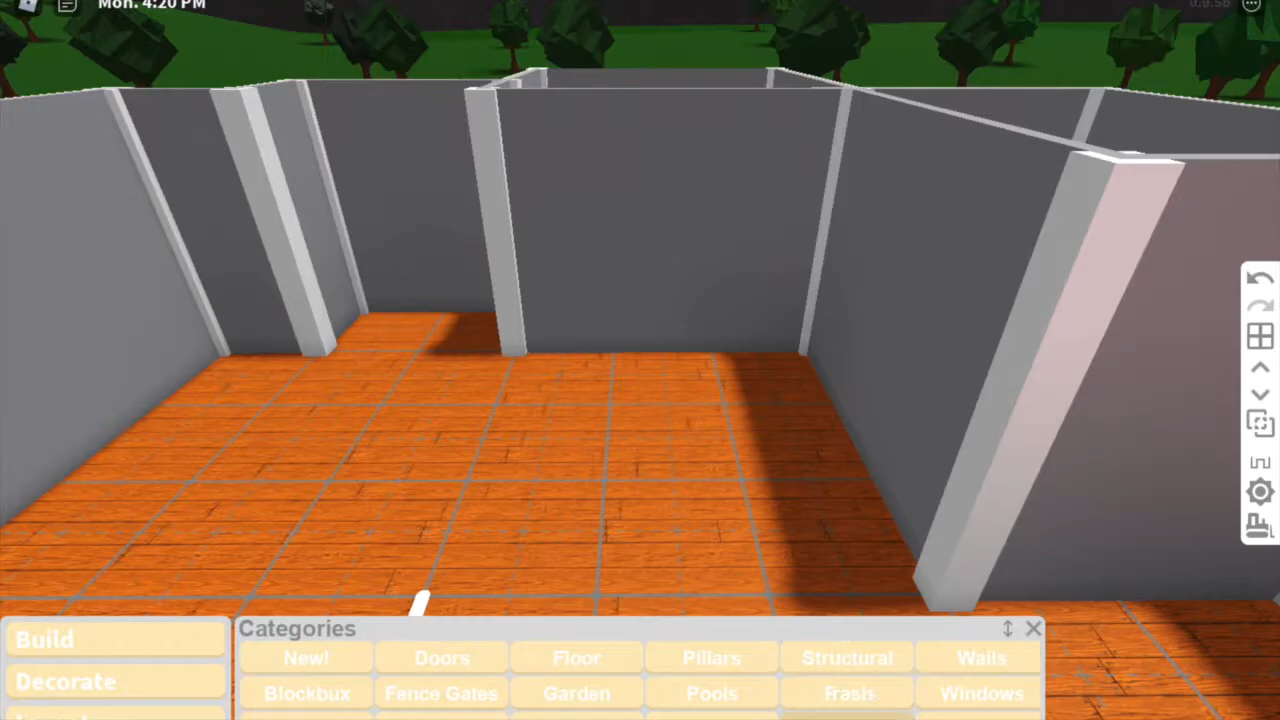 Mon. 4:20 PM
Build
Decorate
Categories
New! Doors Floor Pillars Structural Walls
Blockbux Fence Gates Garden Pools Trash Windows